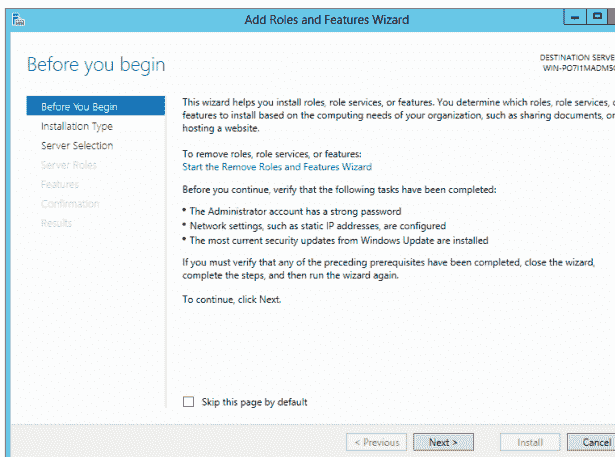 Add Roles and Features Wizard
Before you begin
DESTINATION SERVE
Before You Begin
Installation Type
Server Selection
Server Roles
Features
Confirmation
Results
This wizard helps you install roles, role services, or features. You determine which roles, role services,
features to install based on the computing needs of your organization, such as sharing documents, or
hosting a website.
To remove roles, role services, or features:
Start the Remove Roles and Features Wizard
Before you continue, verify that the following tasks have been completed:
• The Administrator account has a strong password
• Network settings, such as static IP addresses, are configured
• The most current security updates from Windows Update are installed
If you must verify that any of the preceding prerequisites have been completed, close the wizard,
complete the steps, and then run the wizard again.
To continue, click Next.
Skip this page by default
< Previous
Next >
Install
Cancel